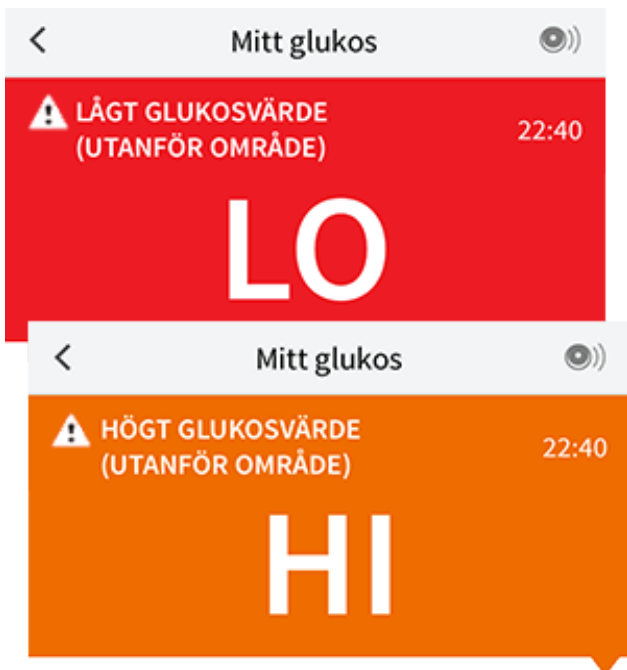 Mitt glukos
LÅGT GLUKOSVÄRDE
(UTANFÖR OMRÅDE)
22:40
LO
Mitt glukos
HÖGT GLUKOSVÄRDE
(UTANFÖR OMRÅDE)
22:40
HI